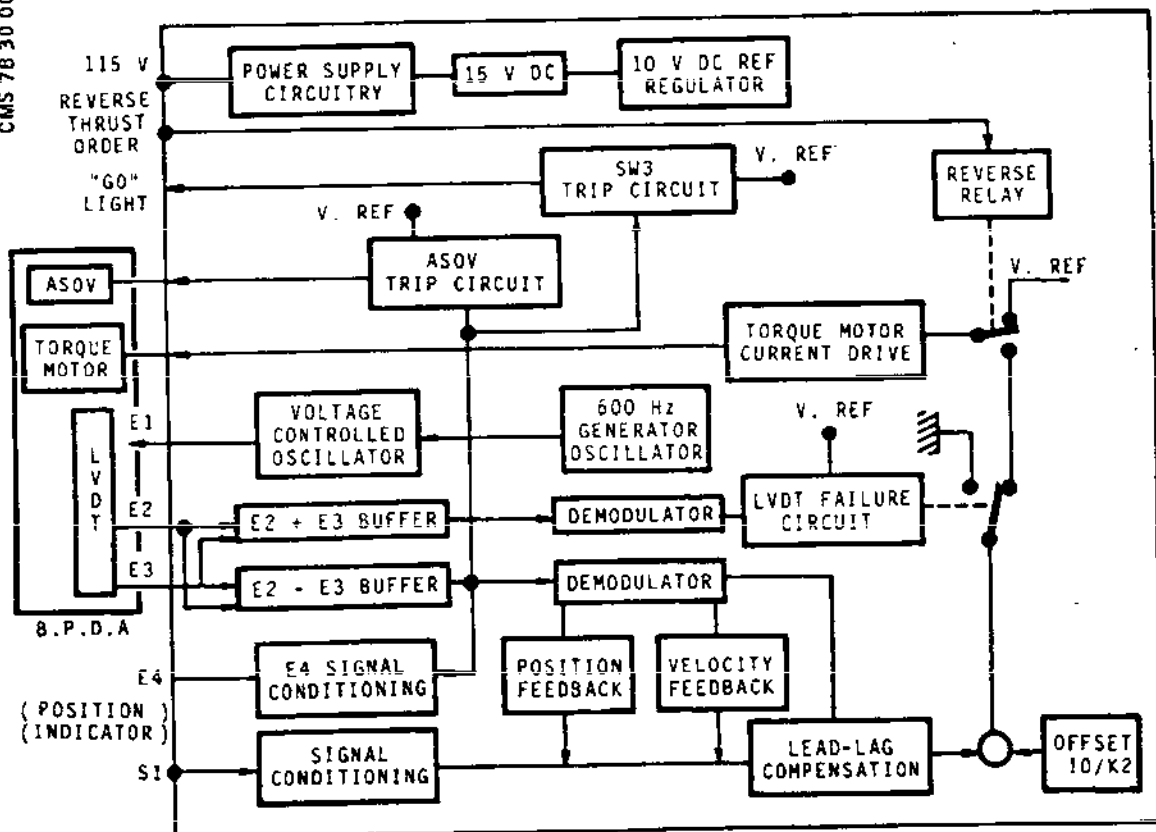 CMS 78 30 00
115 V
POWER SUPPLY
CIRCUITRY
15 V DC
10 V DC REF
REGULATOR
REVERSE
THRUST
ORDER
"GO"
LIGHT
SW3
TRIP CIRCUIT
V. REF
REVERSE
RELAY
V. REF
ASOV
TRIP CIRCUIT
ASOV
V. REF
TORQUE
MOTOR
TORQUE MOTOR
CURRENT DRIVE
E1
VOLTAGE
CONTROLLED
OSCILLATOR
600 Hz
GENERATOR
OSCILLATOR
V. REF
LVDT
E2
E2 + E3 BUFFER
DEMODULATOR
LVDT FAILURE
CIRCUIT
E3
E2 - E3 BUFFER
DEMODULATOR
B.P.D.A
E4
E4 SIGNAL
CONDITIONING
POSITION
FEEDBACK
VELOCITY
FEEDBACK
(POSITION )
(INDICATOR)
S1
SIGNAL
CONDITIONING
LEAD-LAG
COMPENSATION
OFFSET
10/K2